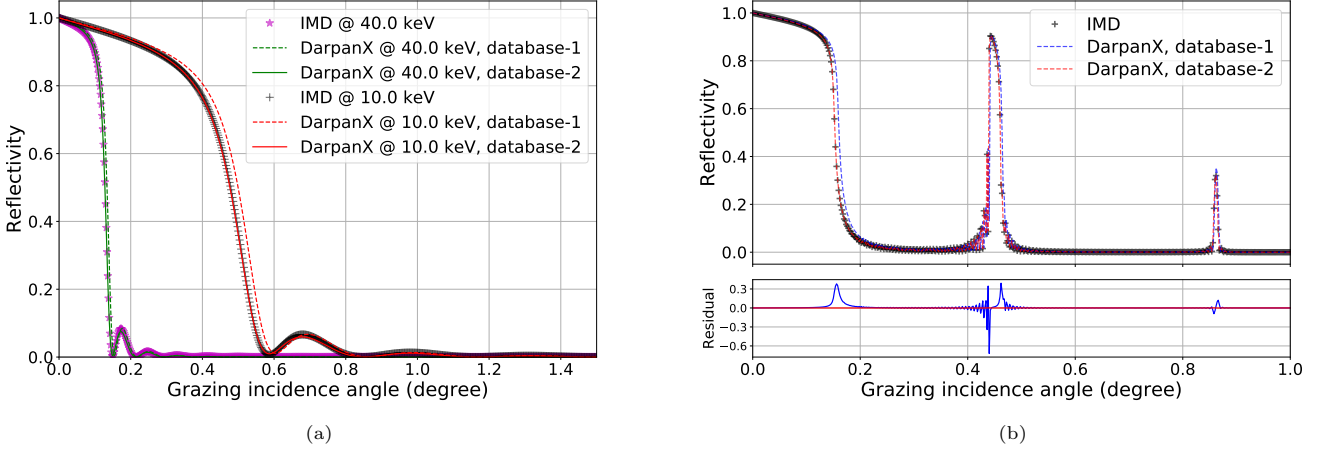 IMD @ 40.0 keV
DarpanX @ 40.0 keV, database-1
DarpanX @ 40.0 keV, database-2
IMD @ 10.0 keV
DarpanX @ 10.0 keV, database-1
DarpanX @ 10.0 keV, database-2
Reflectivity
1.0
0.8
0.6
0.4
0.2
0.0
0.0 0.2 0.4 0.6 0.8 1.0 1.2 1.4
Grazing incidence angle (degree)
(a)
IMD
DarpanX, database-1
DarpanX, database-2
Reflectivity
1.0
0.8
0.6
0.4
0.2
0.0
Residual
0.3
0.0
−0.3
−0.6
0.0 0.2 0.4 0.6 0.8 1.0
Grazing incidence angle (degree)
(b)